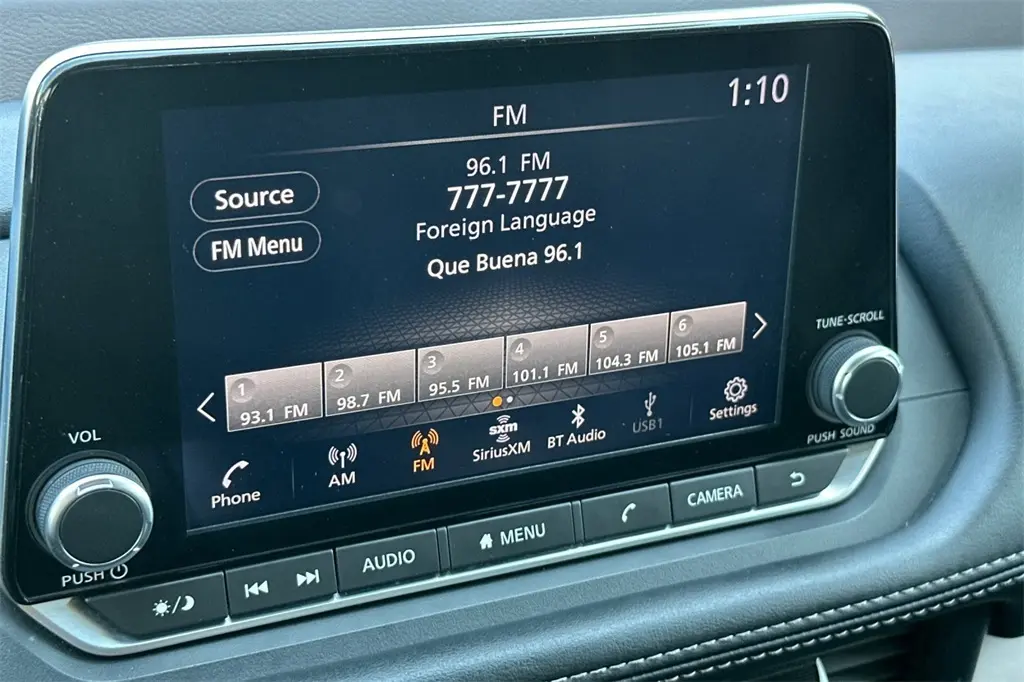 FM
1:10
96.1 FM
777-7777
Foreign Language
Que Buena 96.1
Source
FM Menu
1 93.1 FM
2 98.7 FM
3 95.5 FM
4 101.1 FM
5 104.3 FM
6 105.1 FM
Phone
AM
FM
sxm
SiriusXM
BT Audio
USB1
Settings
VOL
PUSH
TUNE·SCROLL
PUSH SOUND
AUDIO
MENU
CAMERA